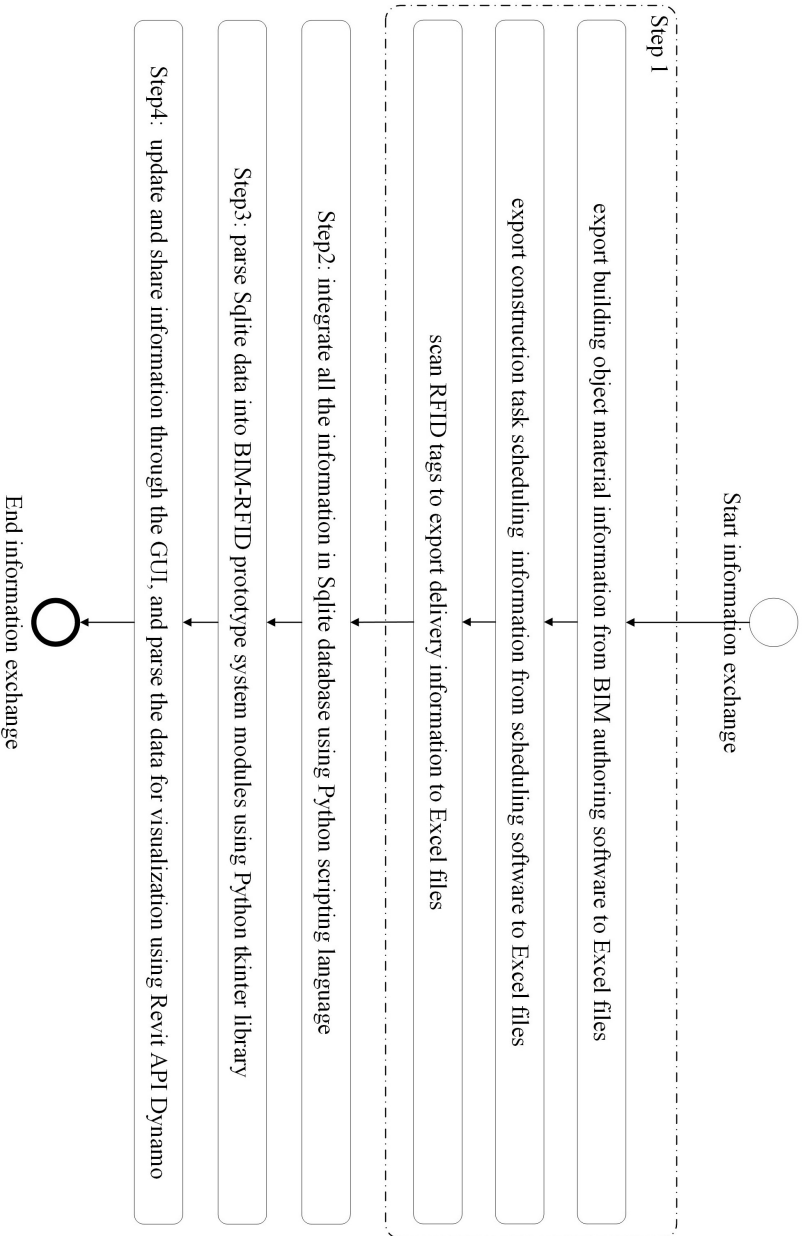 Start information exchange
Step 1
export building object material information from BIM authoring software to Excel files
export construction task scheduling information from scheduling software to Excel files
scan RFID tags to export delivery information to Excel files
Step2: integrate all the information in Sqlite database using Python scripting language
Step3: parse Sqlite data into BIM-RFID prototype system modules using Python tkinter library
Step4: update and share information through the GUI, and parse the data for visualization using Revit API Dynamo
End information exchange